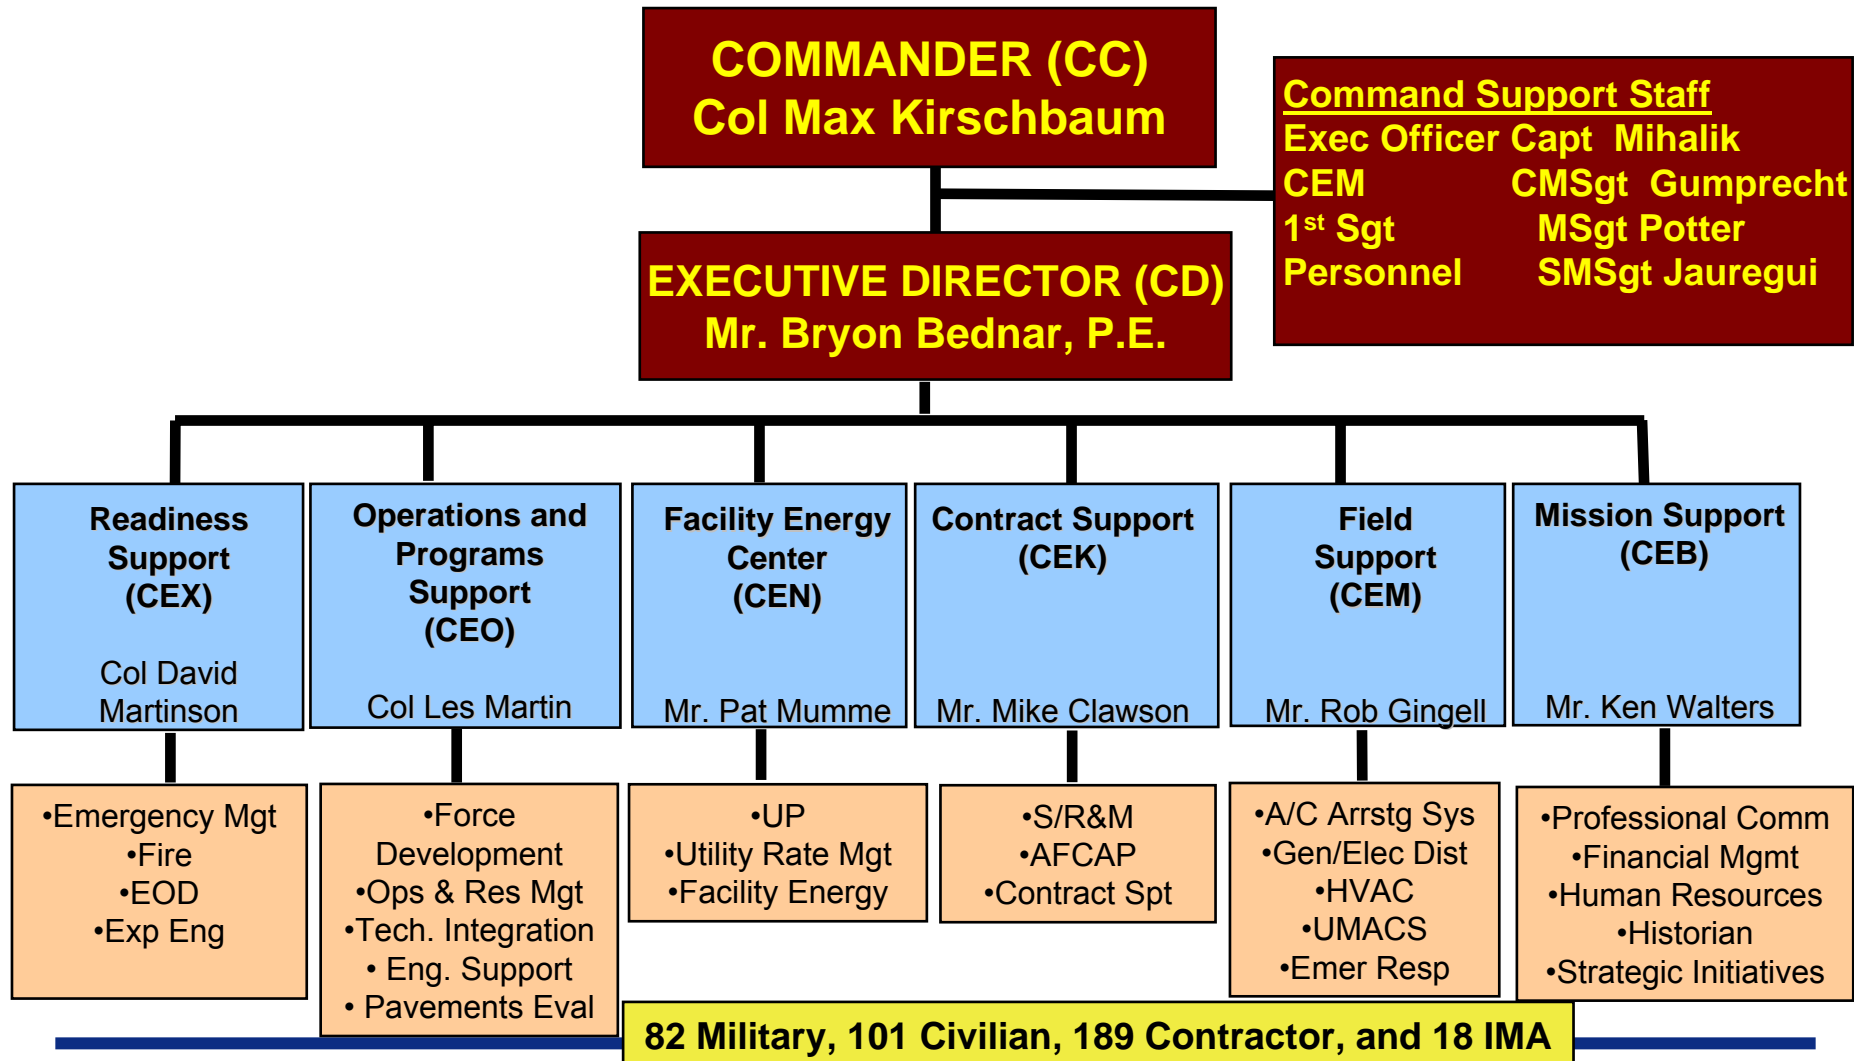 COMMANDER (CC)
Col Max Kirschbaum
Command Support Staff
Exec Officer Capt Mihalik
CEM CMSgt Gumprecht
1st Sgt MSgt Potter
Personnel SMSgt Jauregui
EXECUTIVE DIRECTOR (CD)
Mr. Bryon Bednar, P.E.
Readiness
Support
(CEX)
Col David
Martinson
Operations and
Programs
Support
(CEO)
Col Les Martin
Facility Energy
Center
(CEN)
Mr. Pat Mumme
Contract Support
(CEK)
Mr. Mike Clawson
Field
Support
(CEM)
Mr. Rob Gingell
Mission Support
(CEB)
Mr. Ken Walters
•Emergency Mgt
•Fire
•EOD
•Exp Eng
•Force
Development
•Ops & Res Mgt
•Tech. Integration
• Eng. Support
• Pavements Eval
•UP
•Utility Rate Mgt
•Facility Energy
•S/R&M
•AFCAP
•Contract Spt
•A/C Arrstg Sys
•Gen/Elec Dist
•HVAC
•UMACS
•Emer Resp
•Professional Comm
•Financial Mgmt
•Human Resources
•Historian
•Strategic Initiatives
82 Military, 101 Civilian, 189 Contractor, and 18 IMA